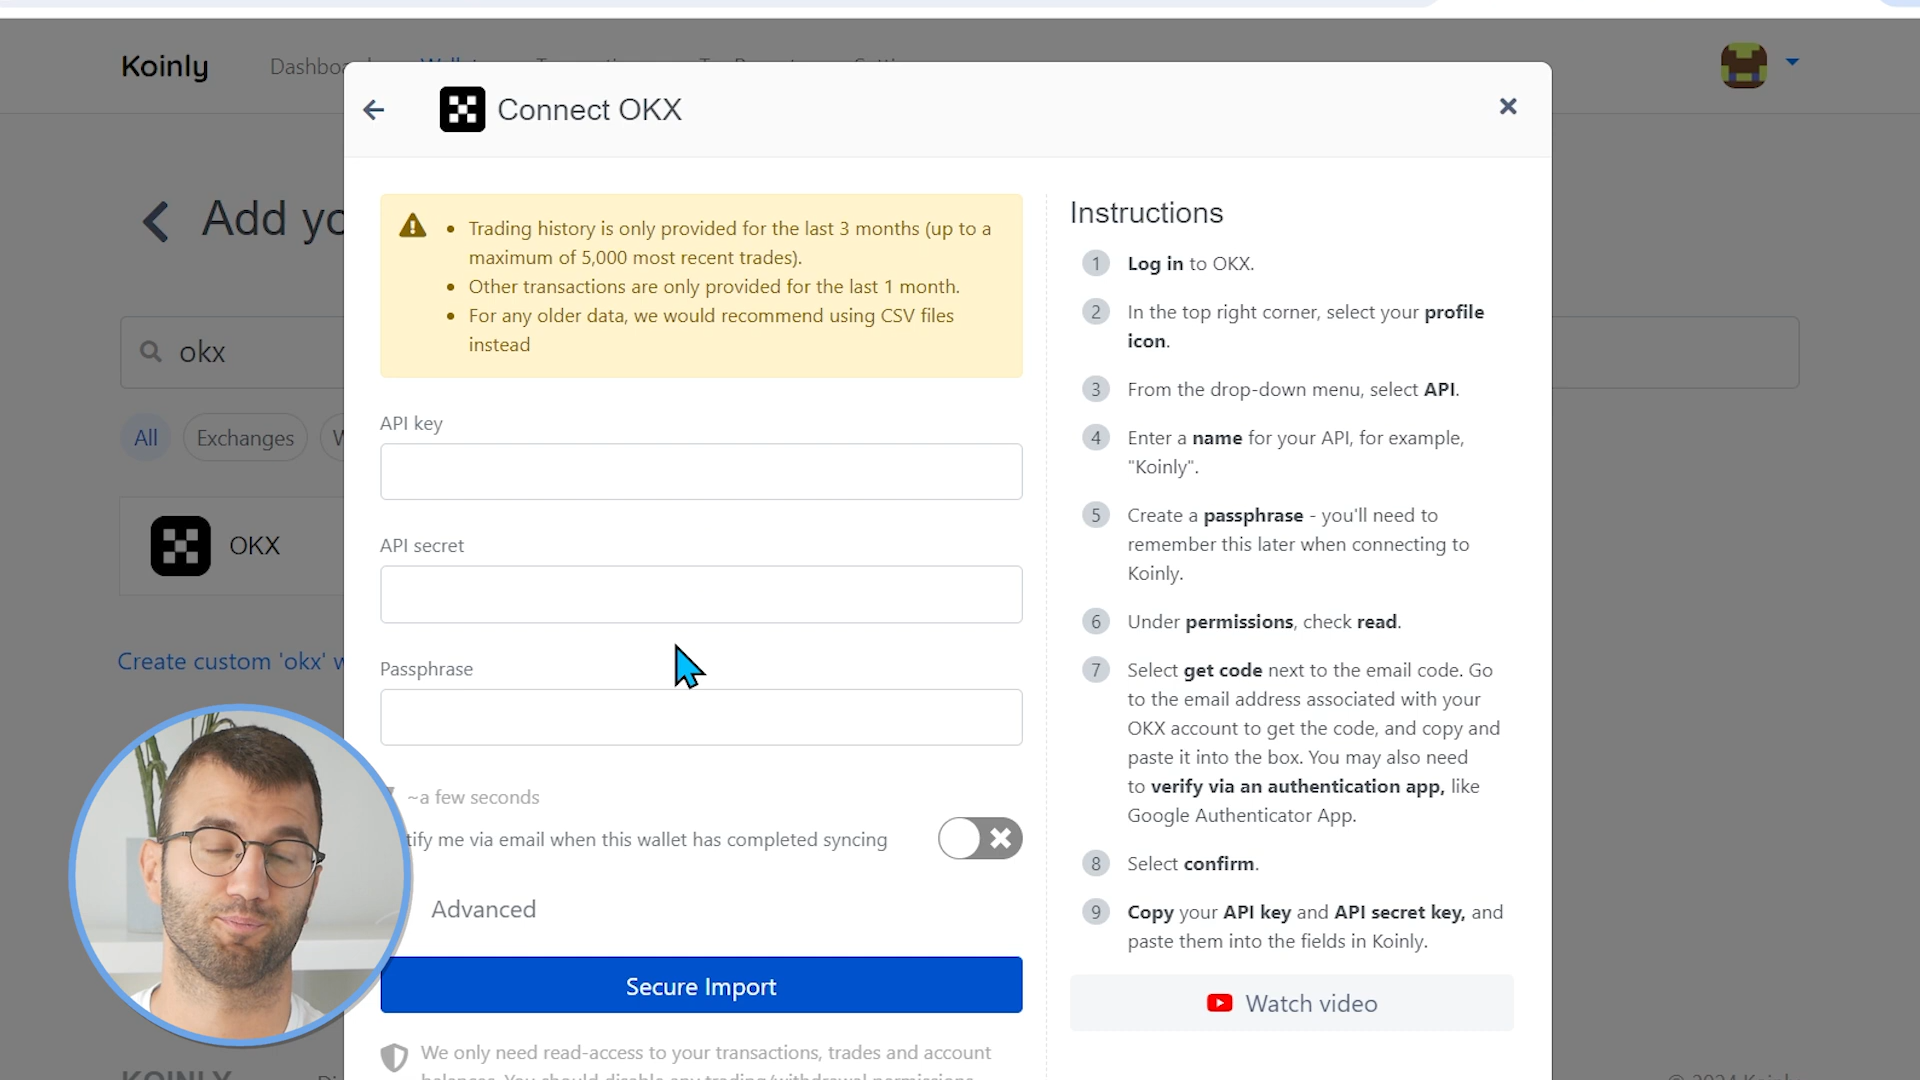 Koinly
Connect OKX
Add yo
okx
All
Exchanges
OKX
Create custom 'okx'
Trading history is only provided for the last 3 months (up to a
maximum of 5,000 most recent trades).
Other transactions are only provided for the last 1 month.
For any older data, we would recommend using CSV files
instead
API key
API secret
Passphrase
~a few seconds
tify me via email when this wallet has completed syncing
Advanced
Secure Import
We only need read-access to your transactions, trades and account
Instructions
1 Log in to OKX.
2 In the top right corner, select your profile
icon.
3 From the drop-down menu, select API.
4 Enter a name for your API, for example,
"Koinly".
5 Create a passphrase - you'll need to
remember this later when connecting to
Koinly.
6 Under permissions, check read.
7 Select get code next to the email code. Go
to the email address associated with your
OKX account to get the code, and copy and
paste it into the box. You may also need
to verify via an authentication app, like
Google Authenticator App.
8 Select confirm.
9 Copy your API key and API secret key, and
paste them into the fields in Koinly.
Watch video